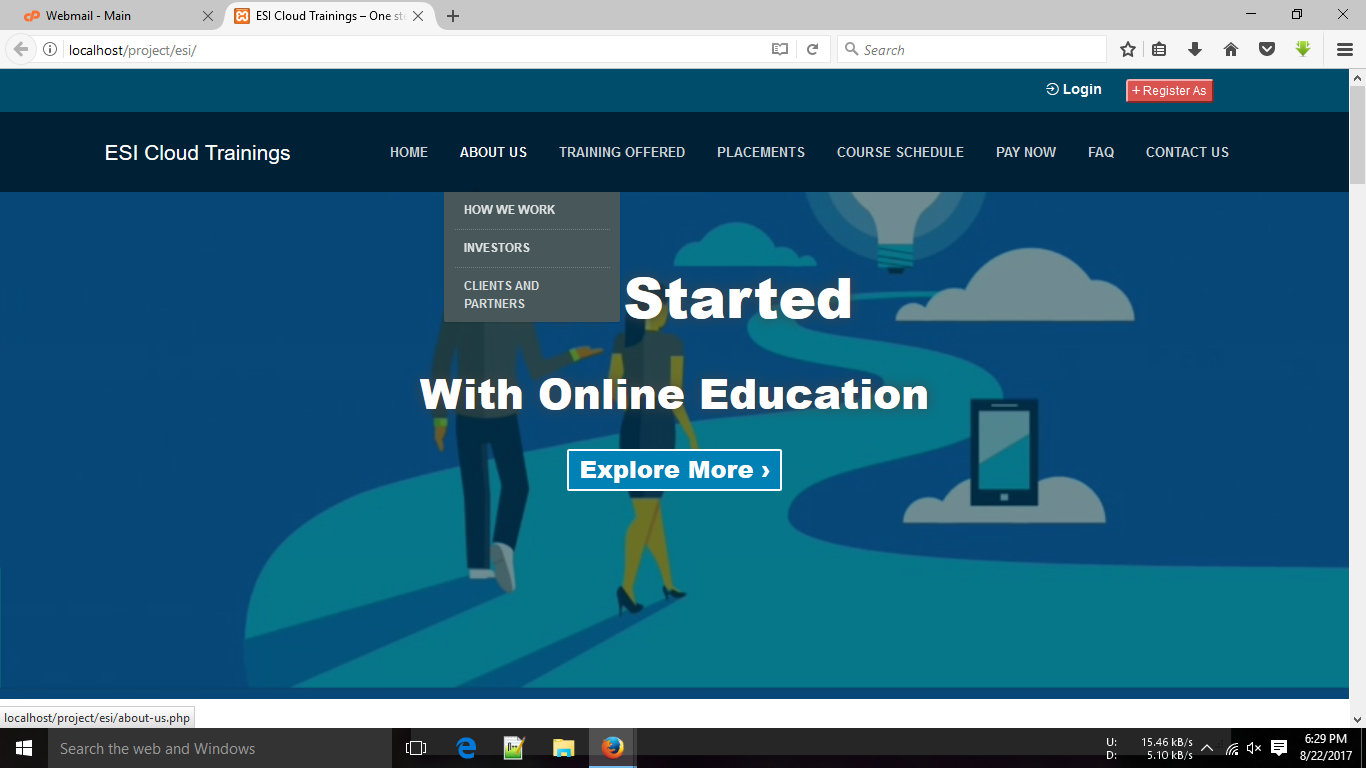 Webmail - Main
ESI Cloud Trainings – One st
localhost/project/esi/
Search
Login
+ Register As
ESI Cloud Trainings
HOME ABOUT US TRAINING OFFERED PLACEMENTS COURSE SCHEDULE PAY NOW FAQ CONTACT US
HOW WE WORK
INVESTORS
CLIENTS AND
PARTNERS
Started
With Online Education
Explore More ›
localhost/project/esi/about-us.php
Search the web and Windows
U: 15.46 kB/s
D: 5.10 kB/s
6:29 PM
8/22/2017